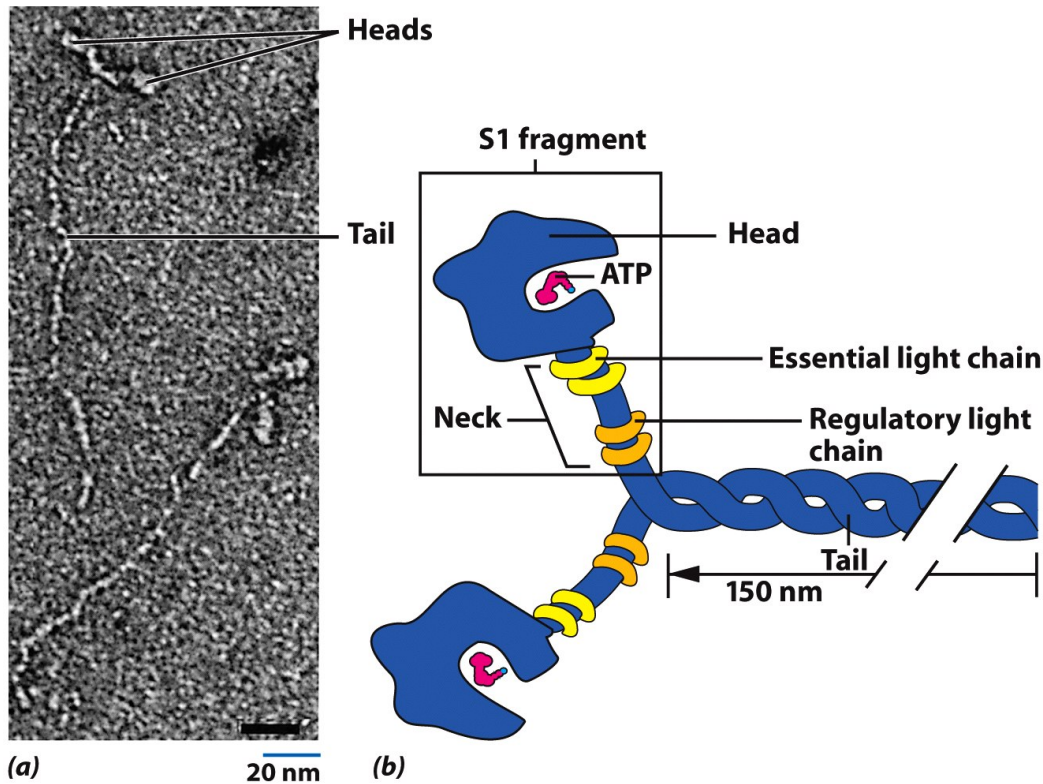 Heads
S1 fragment
Tail
Head
ATP
Essential light chain
Neck
Regulatory light
chain
Tail
150 nm
(a)
20 nm
(b)